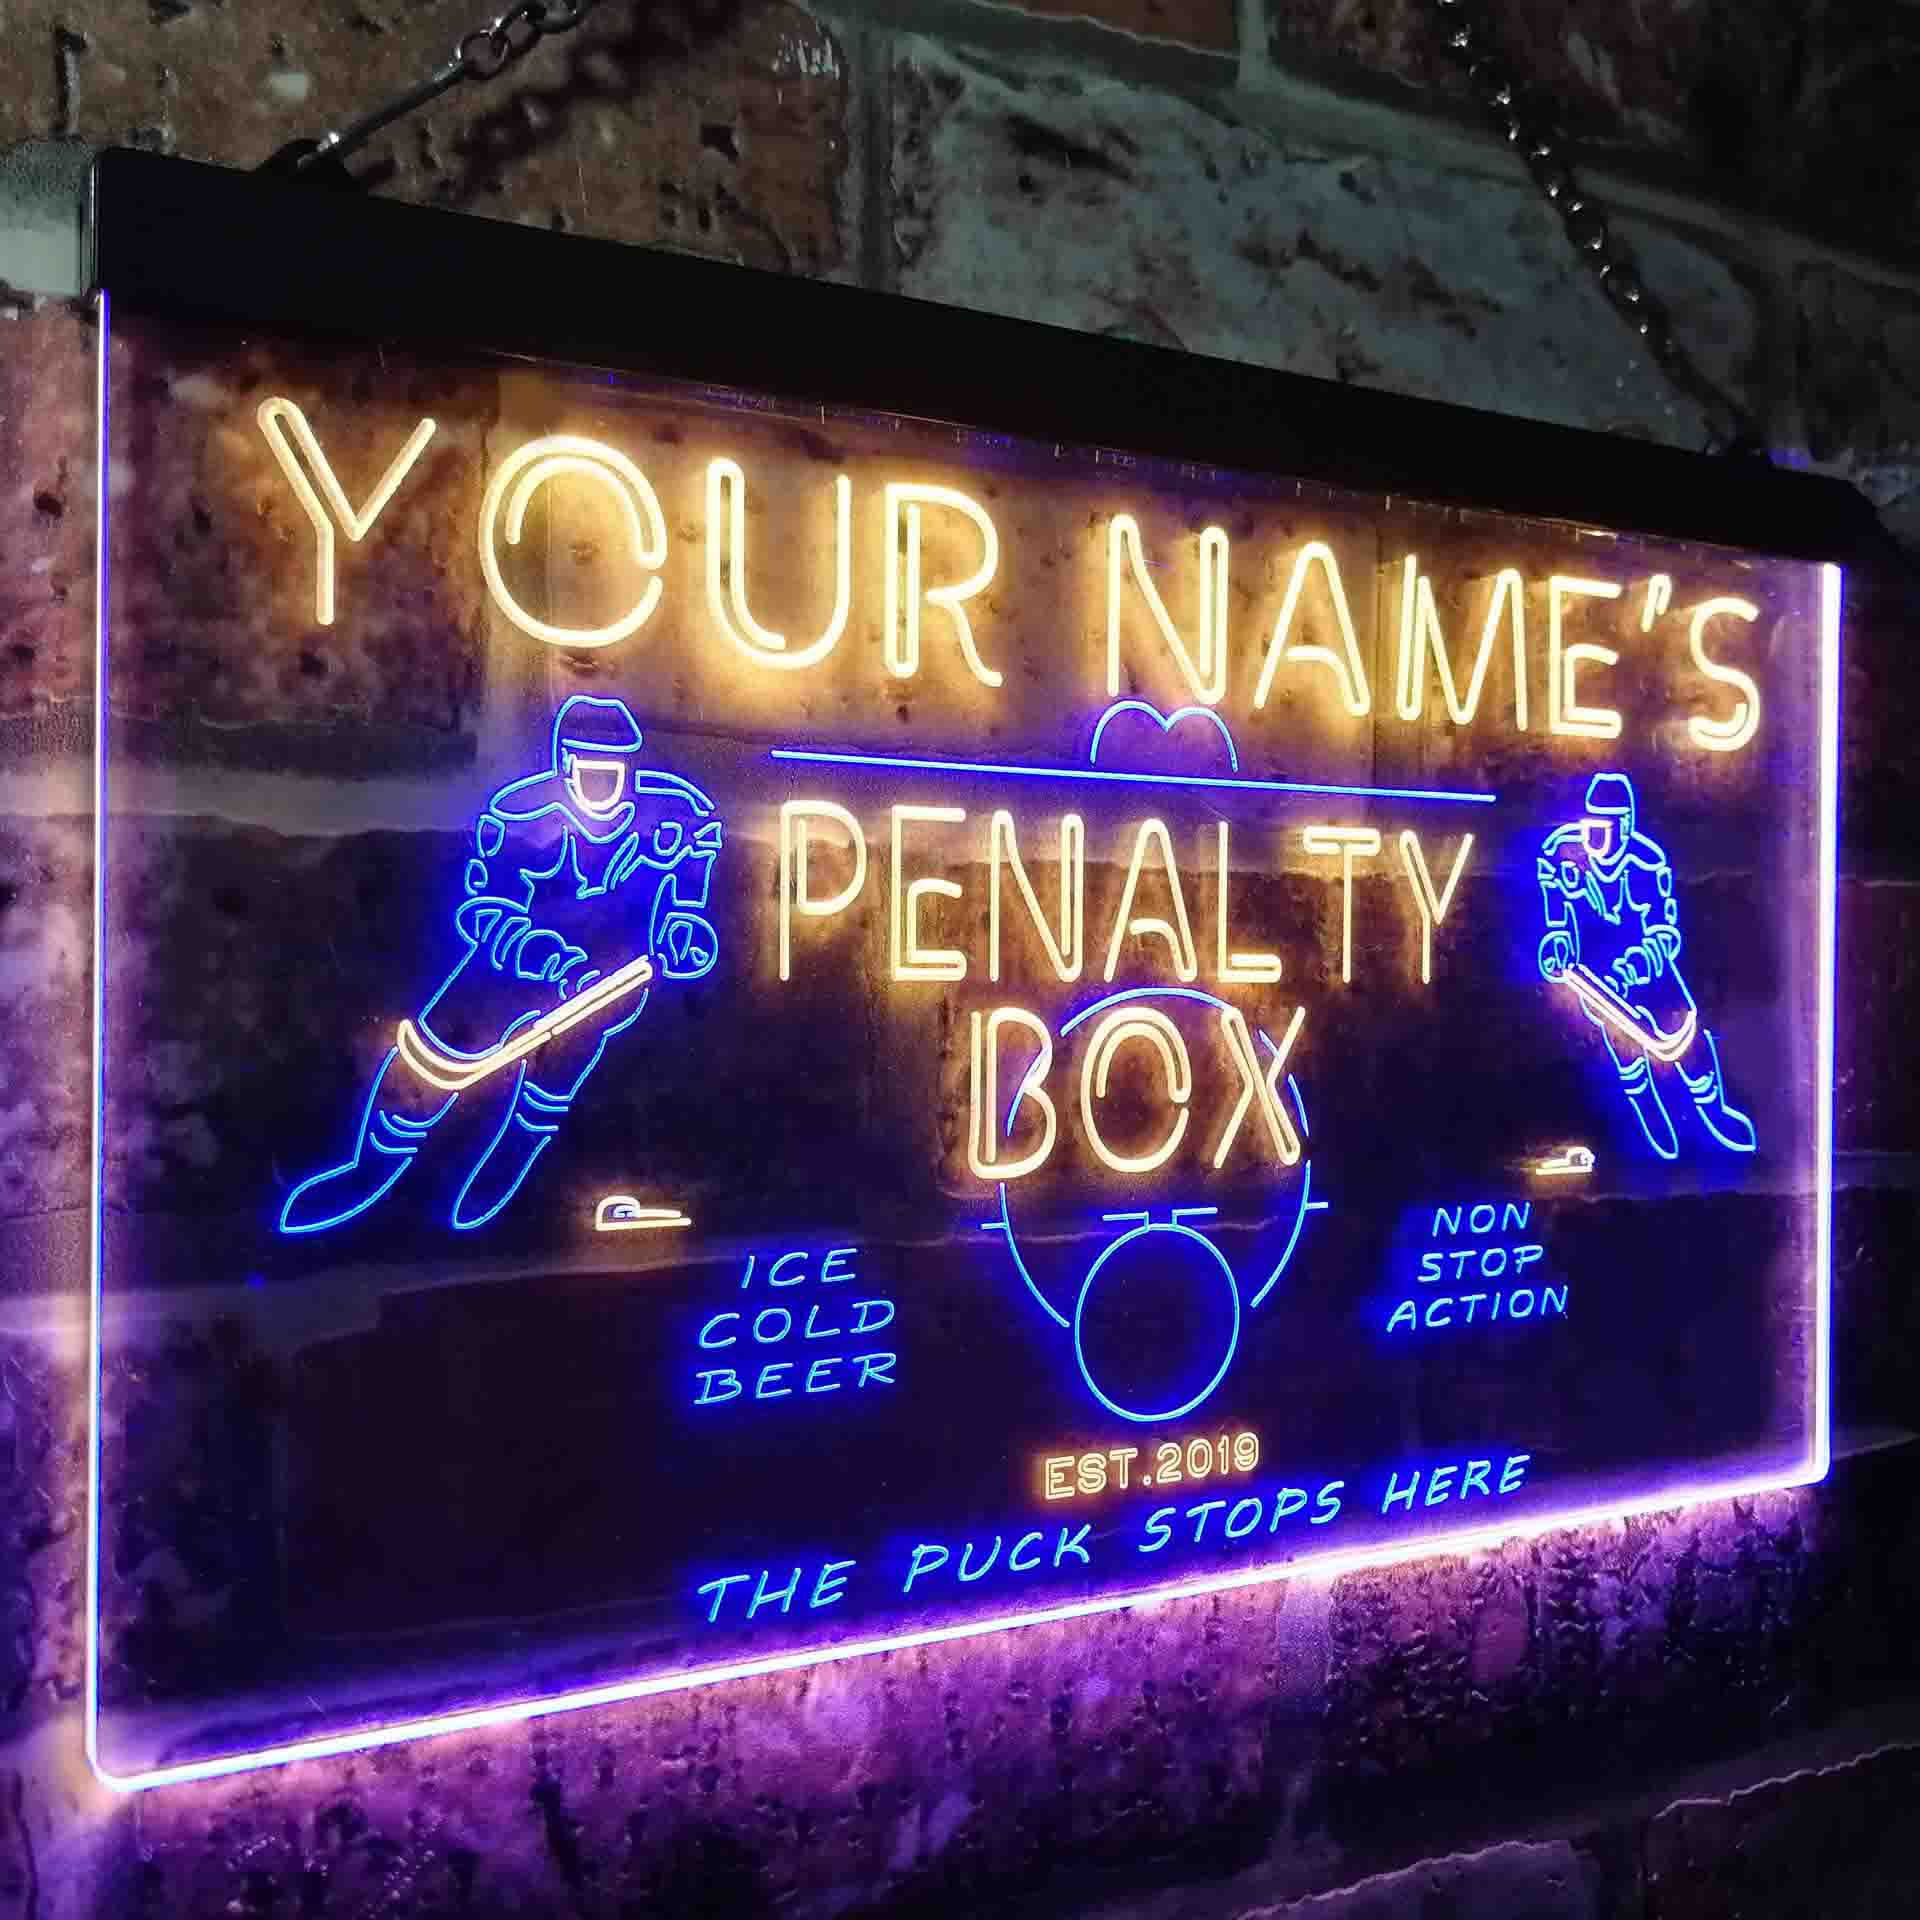 YOUR NAME'S
PENALTY
BOX
ICE
COLD
BEER
NON
STOP
ACTION
EST.2019
THE PUCK STOPS HERE